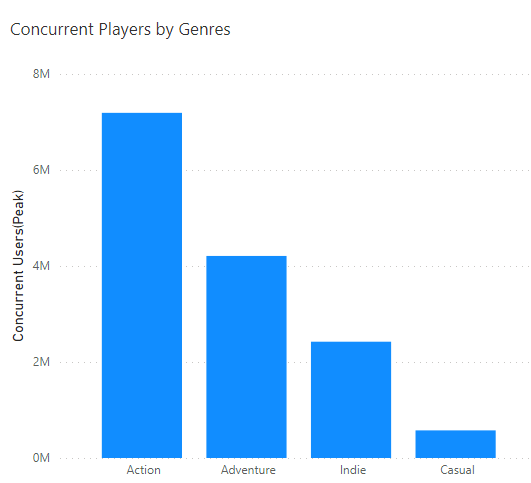 Concurrent Players by Genres
Concurrent Users(Peak)
8M
6M
4M
2M
0M
Action Adventure Indie Casual